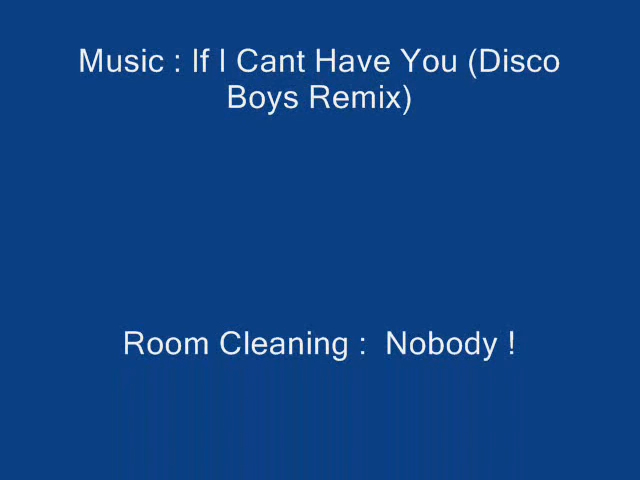 Music : If I Cant Have You (Disco
Boys Remix)
Room Cleaning :  Nobody !